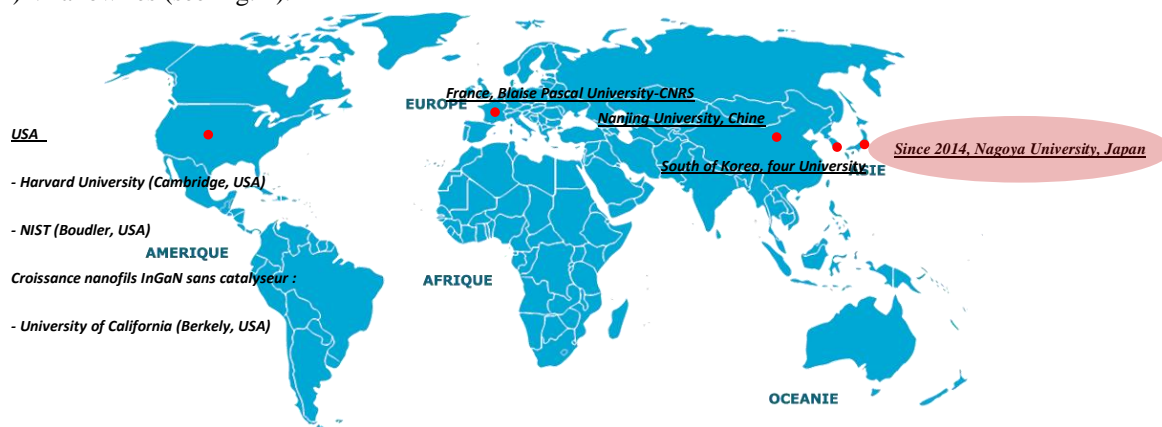 France, Blaise Pascal University-CNRS
EUROPE
Nanjing University, Chine
USA
Since 2014, Nagoya University, Japan
South of Korea, four University
ASIE
- Harvard University (Cambridge, USA)
- NIST (Boudler, USA)
AMERIQUE
Croissance nanofils InGaN sans catalyseur :
AFRIQUE
- University of California (Berkely, USA)
OCEANIE